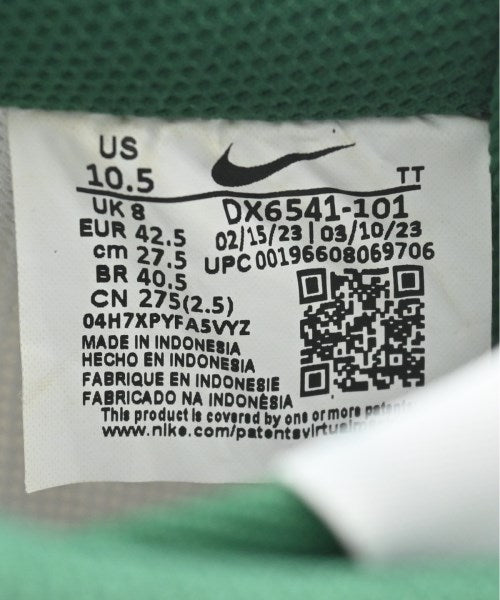 US
10.5
TT
UK 8
DX6541-101
EUR 42.5
02/15/23 | 03/10/23
cm 27.5
UPC 00196608069706
BR 40.5
CN 275(2.5)
04H7XPYFA5VYZ
MADE IN INDONESIA
HECHO EN INDONESIA
FABRIQUE EN INDONESIE
FABRICADO NA INDONÉSIA
This product is covered by one or more
www.nike.com/patents